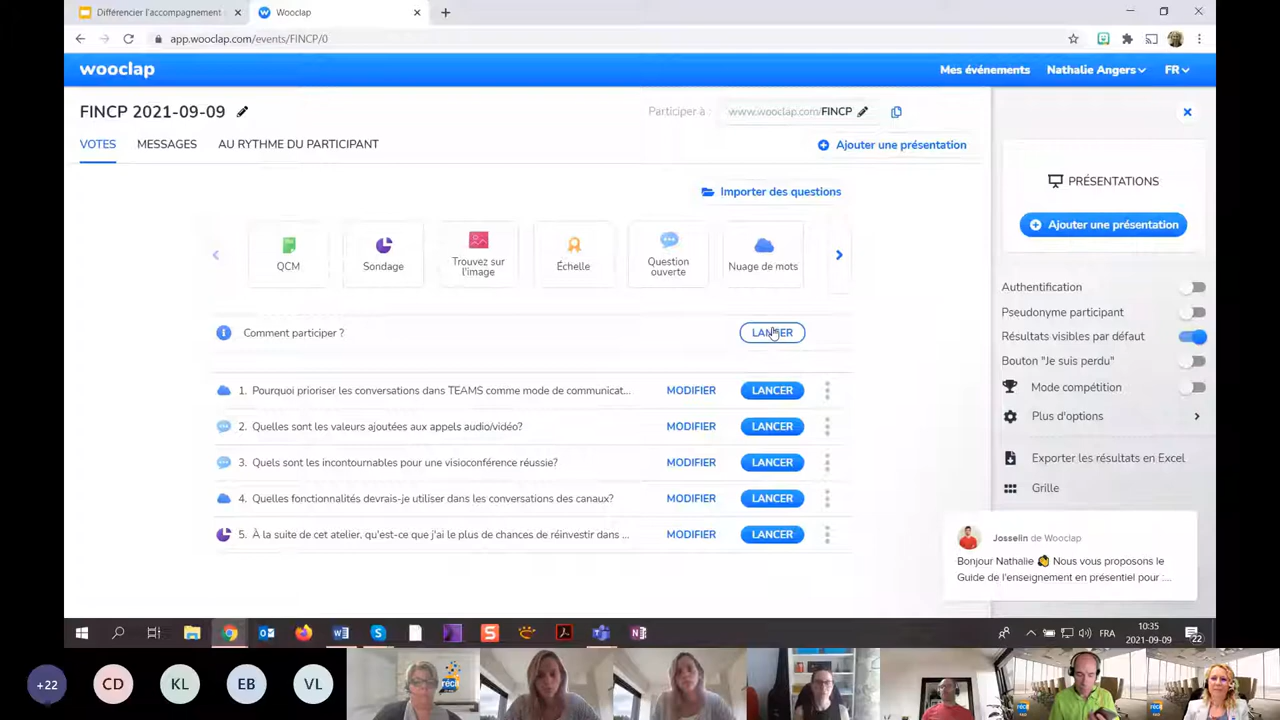 Différencier l'accompagnement
Wooclap
app.wooclap.com/events/FINCP/0
wooclap
Mes événements
Nathalie Angers
FR
FINCP 2021-09-09
Participer à :
www.wooclap.com/FINCP
VOTES
MESSAGES
AU RYTHME DU PARTICIPANT
Ajouter une présentation
PRÉSENTATIONS
Importer des questions
Ajouter une présentation
QCM
Sondage
Trouvez sur l'image
Échelle
Question ouverte
Nuage de mots
Authentification
Pseudonyme participant
Comment participer ?
LANCER
Résultats visibles par défaut
Bouton "Je suis perdu"
1. Pourquoi prioriser les conversations dans TEAMS comme mode de communicat...
MODIFIER
LANCER
Mode compétition
2. Quelles sont les valeurs ajoutées aux appels audio/vidéo?
MODIFIER
LANCER
Plus d'options
3. Quels sont les incontournables pour une visioconférence réussie?
MODIFIER
LANCER
Exporter les résultats en Excel
4. Quelles fonctionnalités devrais-je utiliser dans les conversations des canaux?
MODIFIER
LANCER
Grille
5. À la suite de cet atelier, qu'est-ce que j'ai le plus de chances de réinvestir dans ...
MODIFIER
LANCER
Josselin de Wooclap
Bonjour Nathalie 👏 Nous vous proposons le
Guide de l'enseignement en présentiel pour :...
FRA
10:35
2021-09-09
22
+22
CD
KL
EB
VL
réci